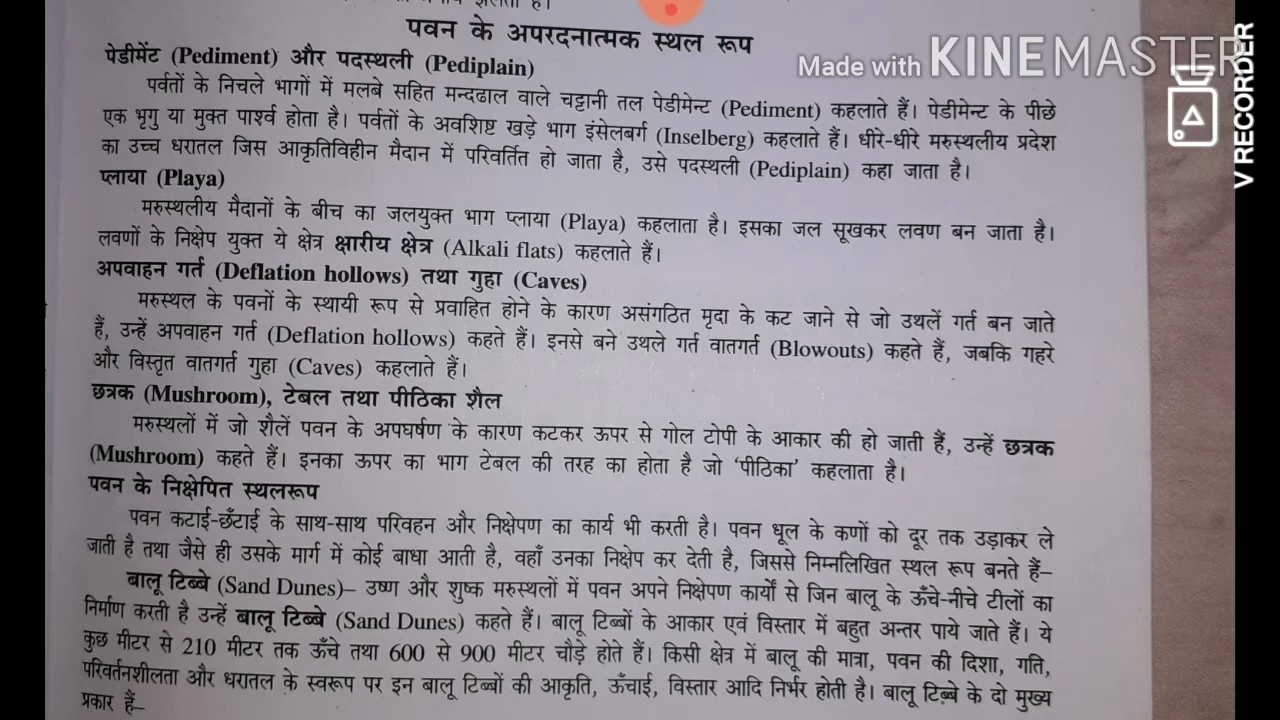 पवन के अपरदनात्मक स्थल रूप
Made with KINEMASTER
V RECORDER
पेडीमेंट (Pediment) और पदस्थली (Pediplain)
पर्वतों के निचले भागों में मलबे सहित मन्दढाल वाले चट्टानी तल पेडीमेन्ट (Pediment) कहलाते हैं। पेडीमेन्ट के पीछे
एक भृगु या मुक्त पार्श्व होता है। पर्वतों के अवशिष्ट खड़े भाग इंसेलबर्ग (Inselberg) कहलाते हैं। धीरे-धीरे मरुस्थलीय प्रदेश
का उच्च धरातल जिस आकृतिविहीन मैदान में परिवर्तित हो जाता है, उसे पदस्थली (Pediplain) कहा जाता है।
प्लाया (Playa)
मरुस्थलीय मैदानों के बीच का जलयुक्त भाग प्लाया (Playa) कहलाता है। इसका जल सूखकर लवण बन जाता है।
लवणों के निक्षेप युक्त ये क्षेत्र क्षारीय क्षेत्र (Alkali flats) कहलाते हैं।
अपवाहन गर्त (Deflation hollows) तथा गुहा (Caves)
मरुस्थल के पवनों के स्थायी रूप से प्रवाहित होने के कारण असंगठित मृदा के कट जाने से जो उथलें गर्त बन जाते
हैं, उन्हें अपवाहन गर्त (Deflation hollows) कहते हैं। इनसे बने उथले गर्त वातगर्त (Blowouts) कहते हैं, जबकि गहरे
और विस्तृत वातगर्त गुहा (Caves) कहलाते हैं।
छत्रक (Mushroom), टेबल तथा पीठिका शैल
मरुस्थलों में जो शैलें पवन के अपघर्षण के कारण कटकर ऊपर से गोल टोपी के आकार की हो जाती हैं, उन्हें छत्रक
(Mushroom) कहते हैं। इनका ऊपर का भाग टेबल की तरह का होता है जो ‘पीठिका’ कहलाता है।
पवन के निक्षेपित स्थलरूप
पवन कटाई-छँटाई के साथ-साथ परिवहन और निक्षेपण का कार्य भी करती है। पवन धूल के कणों को दूर तक उड़ाकर ले
जाती है तथा जैसे ही उसके मार्ग में कोई बाधा आती है, वहाँ उनका निक्षेप कर देती है, जिससे निम्नलिखित स्थल रूप बनते हैं–
बालू टिब्बे (Sand Dunes)– उष्ण और शुष्क मरुस्थलों में पवन अपने निक्षेपण कार्यों से जिन बालू के ऊँचे-नीचे टीलों का
निर्माण करती है उन्हें बालू टिब्बे (Sand Dunes) कहते हैं। बालू टिब्बों के आकार एवं विस्तार में बहुत अन्तर पाये जाते हैं। ये
कुछ मीटर से 210 मीटर तक ऊँचे तथा 600 से 900 मीटर चौड़े होते हैं। किसी क्षेत्र में बालू की मात्रा, पवन की दिशा, गति,
परिवर्तनशीलता और धरातल के स्वरूप पर इन बालू टिब्बों की आकृति, ऊँचाई, विस्तार आदि निर्भर होती है। बालू टिब्बे के दो मुख्य
प्रकार हैं–